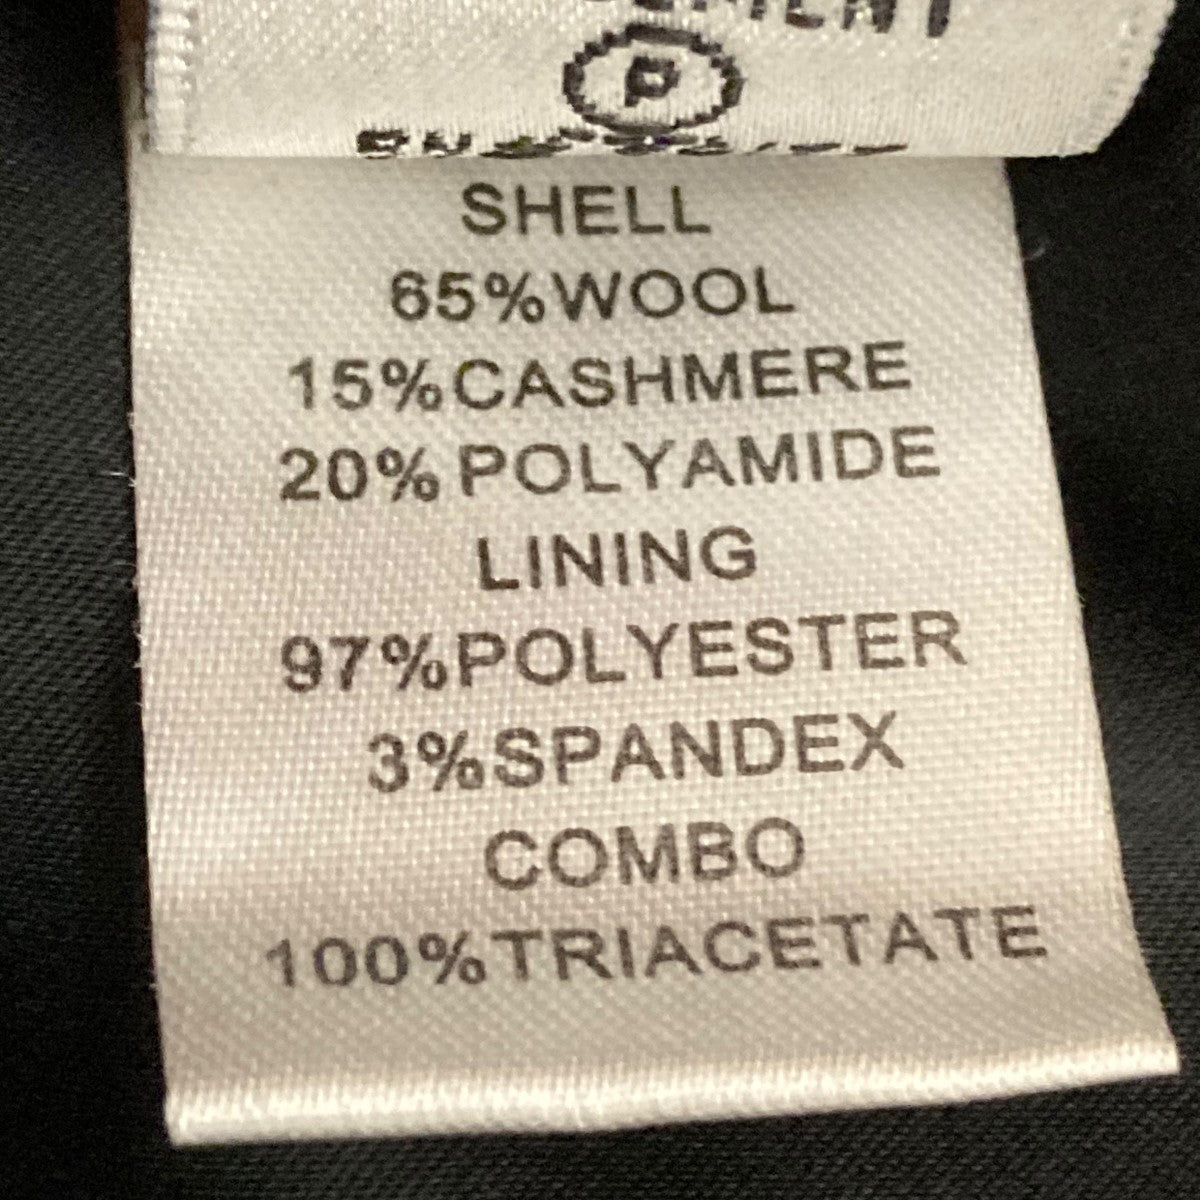 P
SHELL
65%WOOL
15%CASHMERE
20%POLYAMIDE
LINING
97%POLYESTER
3%SPANDEX
COMBO
100%TRIACETATE